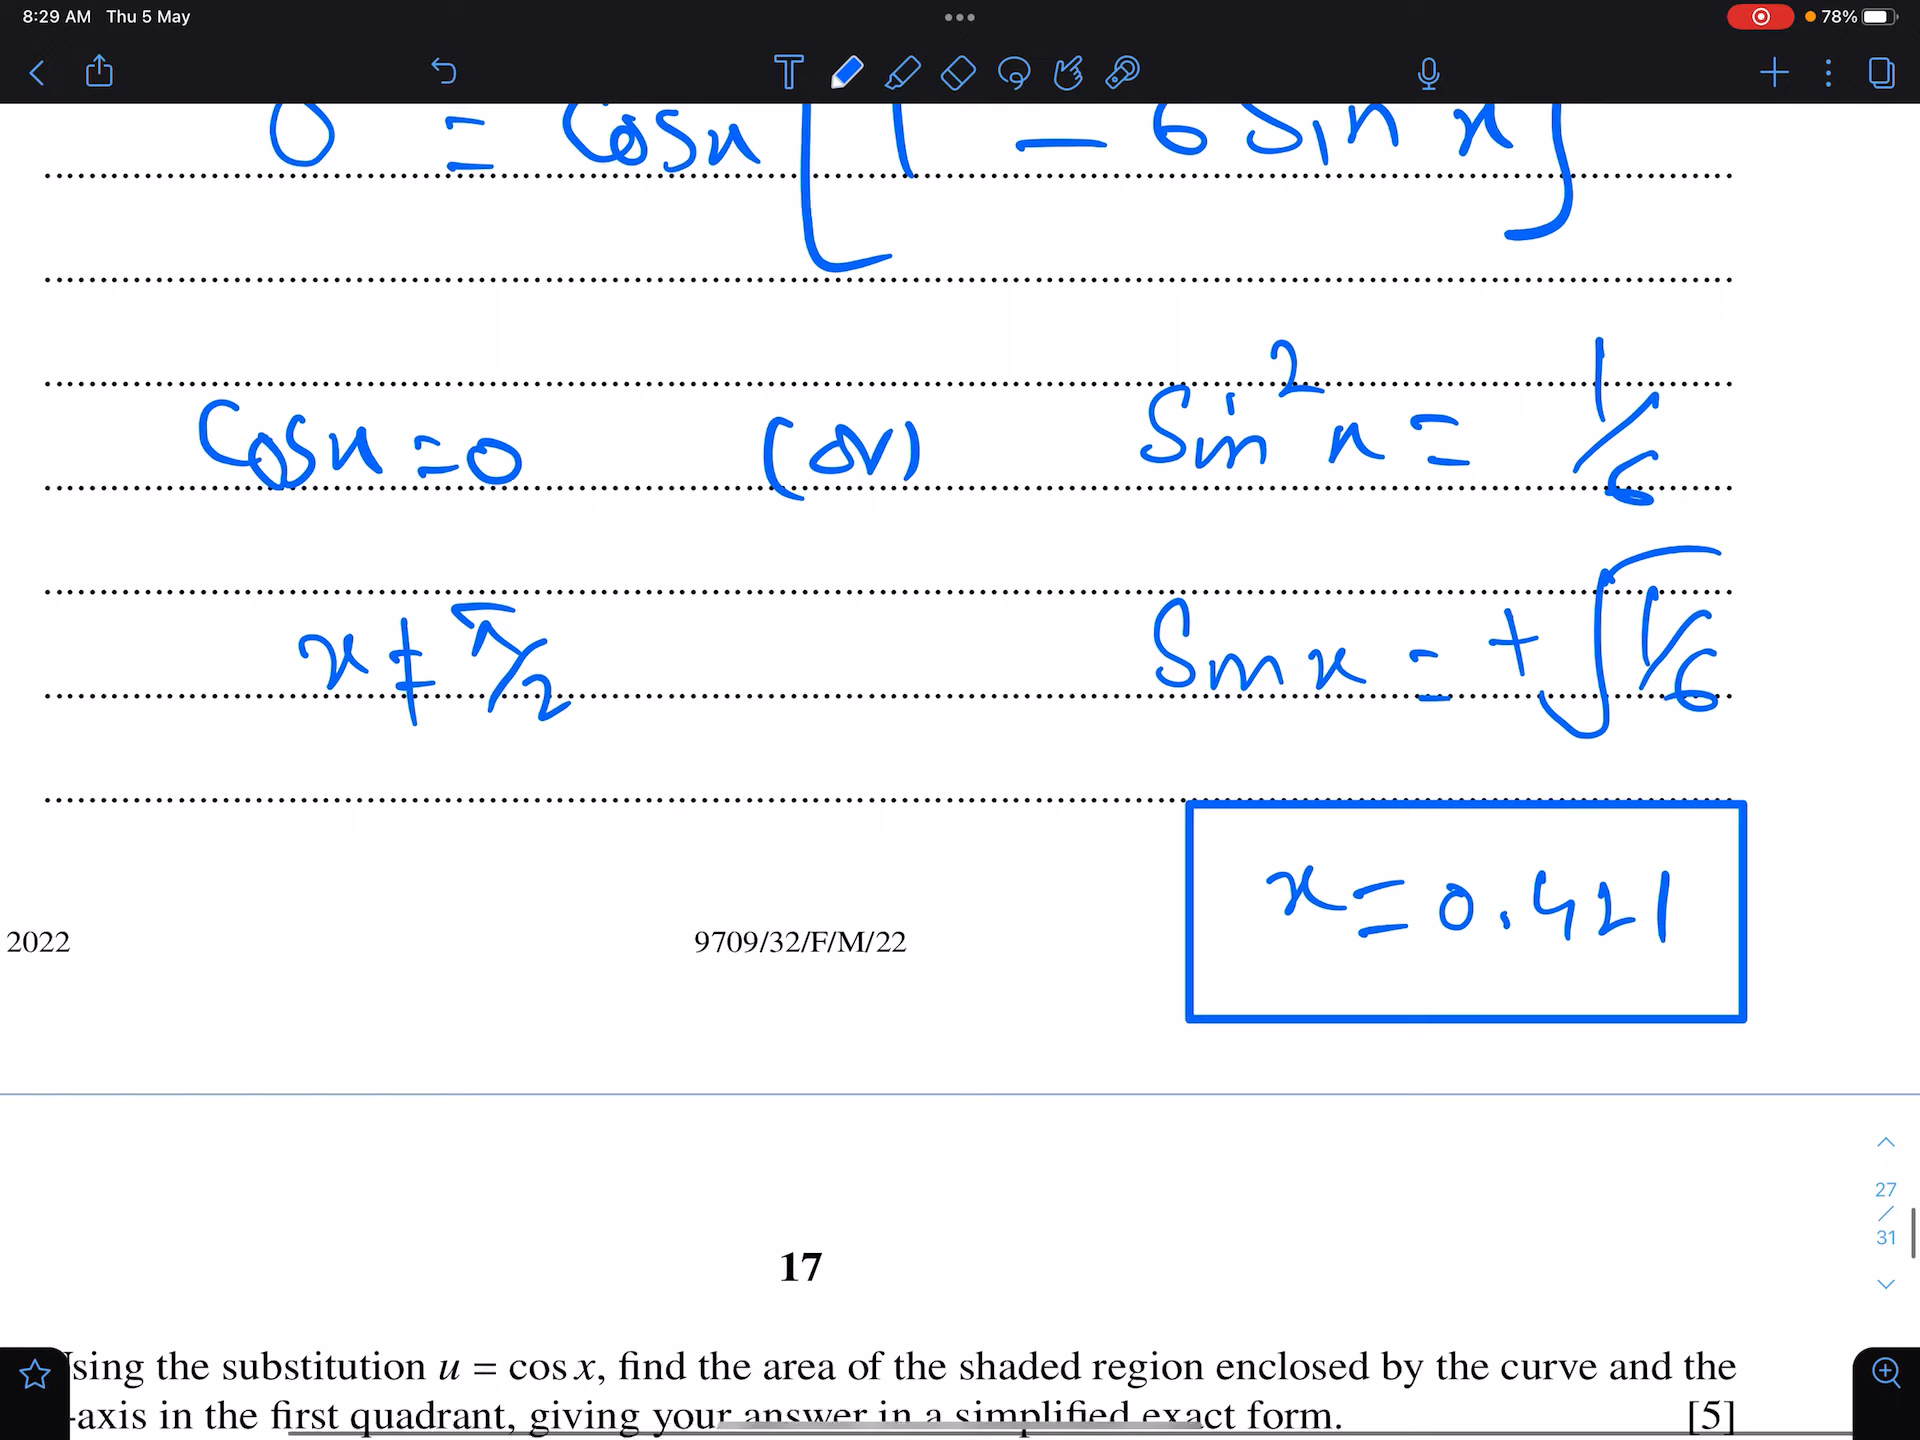 8:29 AM Thu 5 May 78%
T
0 = Cosx [1 - 6 Sin x]
Cosx = 0 (or) Sin² x = 1/6
x ≠ π/2 Sin x = + √1/6
x = 0.421
2022 9709/32/F/M/22
27
/
31
17
sing the substitution u = cos x, find the area of the shaded region enclosed by the curve and the
-axis in the first quadrant, giving your answer in a simplified exact form. [5]